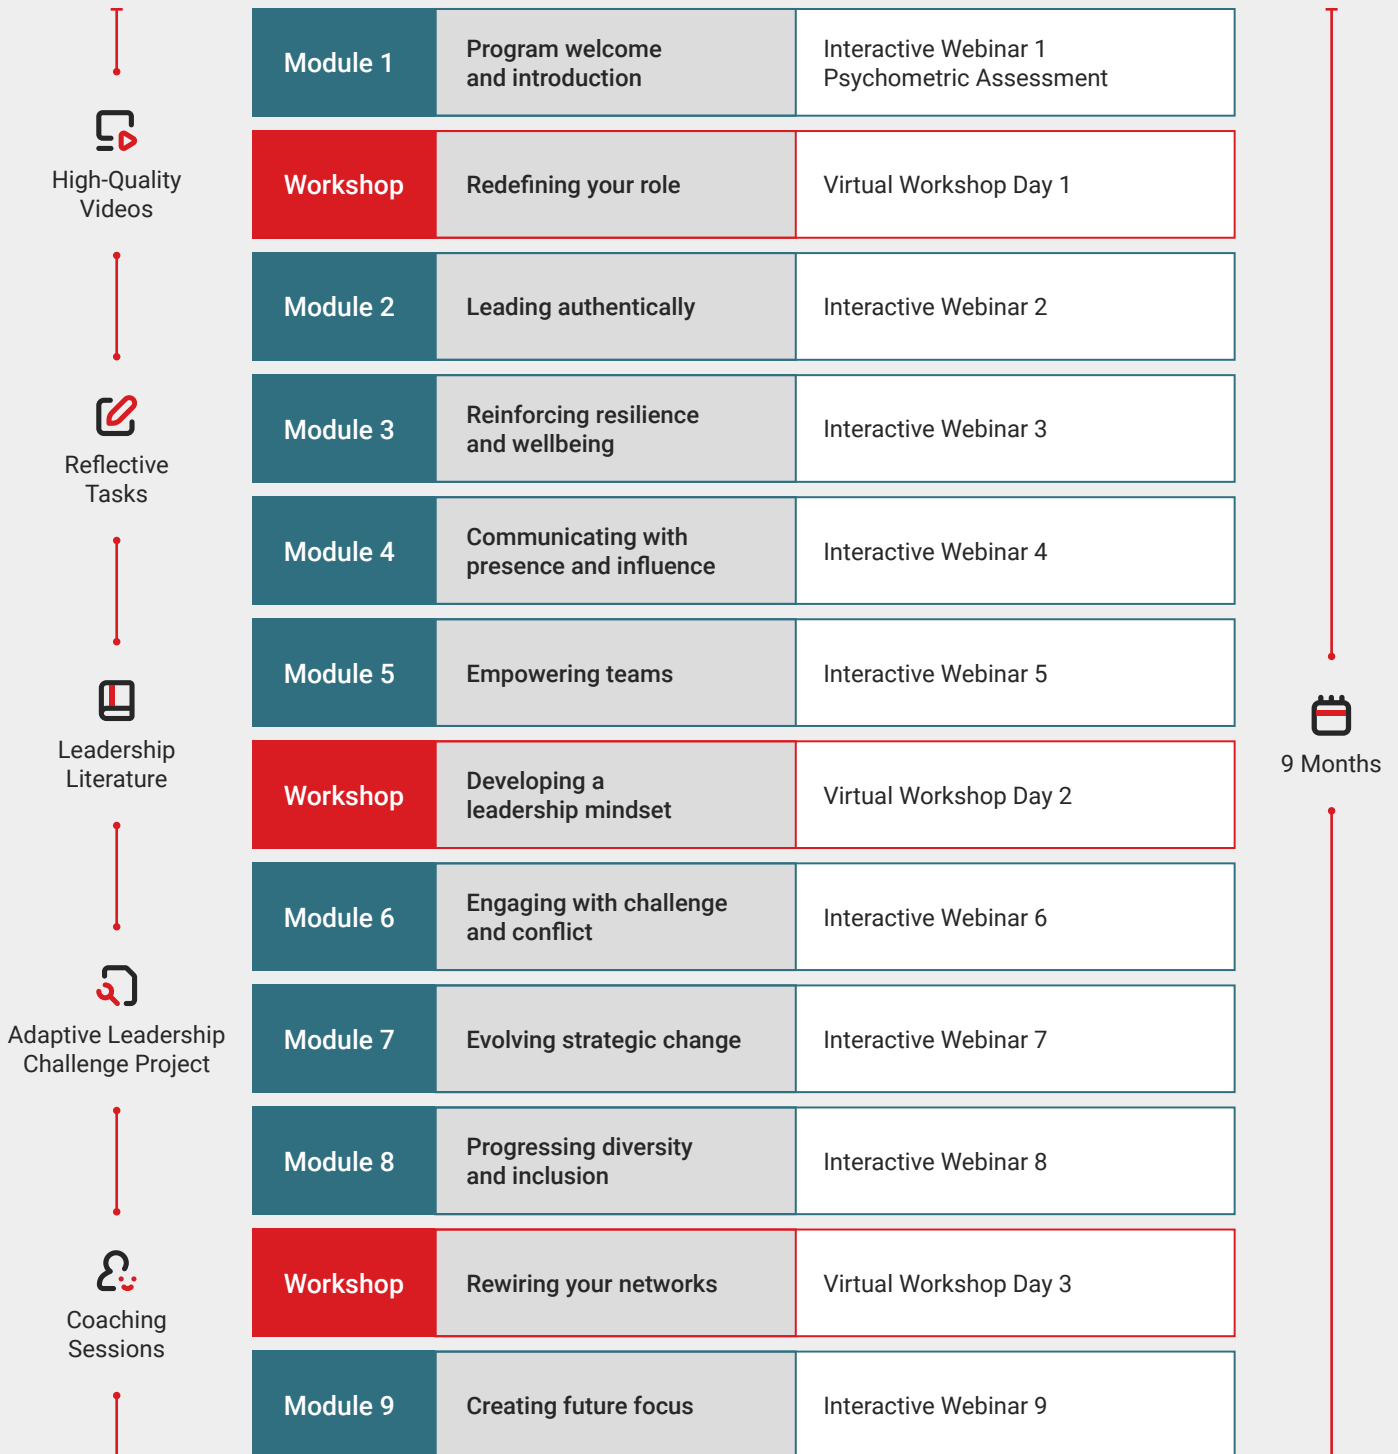 Module 1
Program welcome
and introduction
Interactive Webinar 1
Psychometric Assessment
High-Quality
Videos
Workshop
Redefining your role
Virtual Workshop Day 1
Module 2
Leading authentically
Interactive Webinar 2
Reflective
Tasks
Module 3
Reinforcing resilience
and wellbeing
Interactive Webinar 3
Module 4
Communicating with
presence and influence
Interactive Webinar 4
Module 5
Empowering teams
Interactive Webinar 5
Leadership
Literature
Workshop
Developing a
leadership mindset
Virtual Workshop Day 2
9 Months
Module 6
Engaging with challenge
and conflict
Interactive Webinar 6
Adaptive Leadership
Challenge Project
Module 7
Evolving strategic change
Interactive Webinar 7
Module 8
Progressing diversity
and inclusion
Interactive Webinar 8
Workshop
Rewiring your networks
Virtual Workshop Day 3
Coaching
Sessions
Module 9
Creating future focus
Interactive Webinar 9